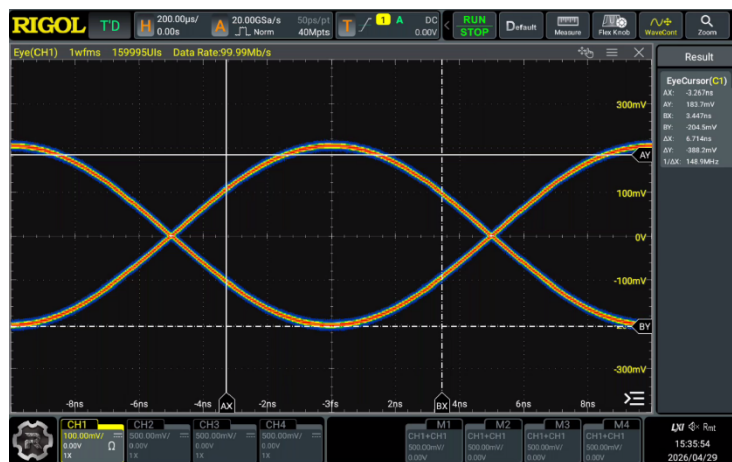 RIGOL T'D H 200.00µs/ 0.00s A 20.00GSa/s Norm 50ps/pt 40Mpts T 1 A DC 0.00V RUN STOP Default Measure Flex Knob WaveCont Zoom
Eye(CH1) 1wfms 159995UIs Data Rate:99.99Mb/s
Result
EyeCursor(C1)
AX: -3.267ns
AY: 183.7mV
BX: 3.447ns
BY: -204.5mV
ΔX: 6.714ns
ΔY: -388.2mV
1/ΔX: 148.9MHz
300mV
AY
100mV
0V
-100mV
BY
-300mV
-8ns -6ns -4ns AX -2ns -3fs 2ns BX 4ns 6ns 8ns
CH1 CH2 CH3 CH4 M1 M2 M3 M4
100.00mV/ 500.00mV/ 500.00mV/ 500.00mV/ CH1+CH1 CH1+CH1 CH1+CH1 CH1+CH1
0.00V Ω 0.00V 0.00V 0.00V 500.00mV/ 500.00mV/ 500.00mV/ 500.00mV/
1X 1X 1X 1X 0.00V 0.00V 0.00V 0.00V
LXI Rmt
15:35:54
2026/04/29